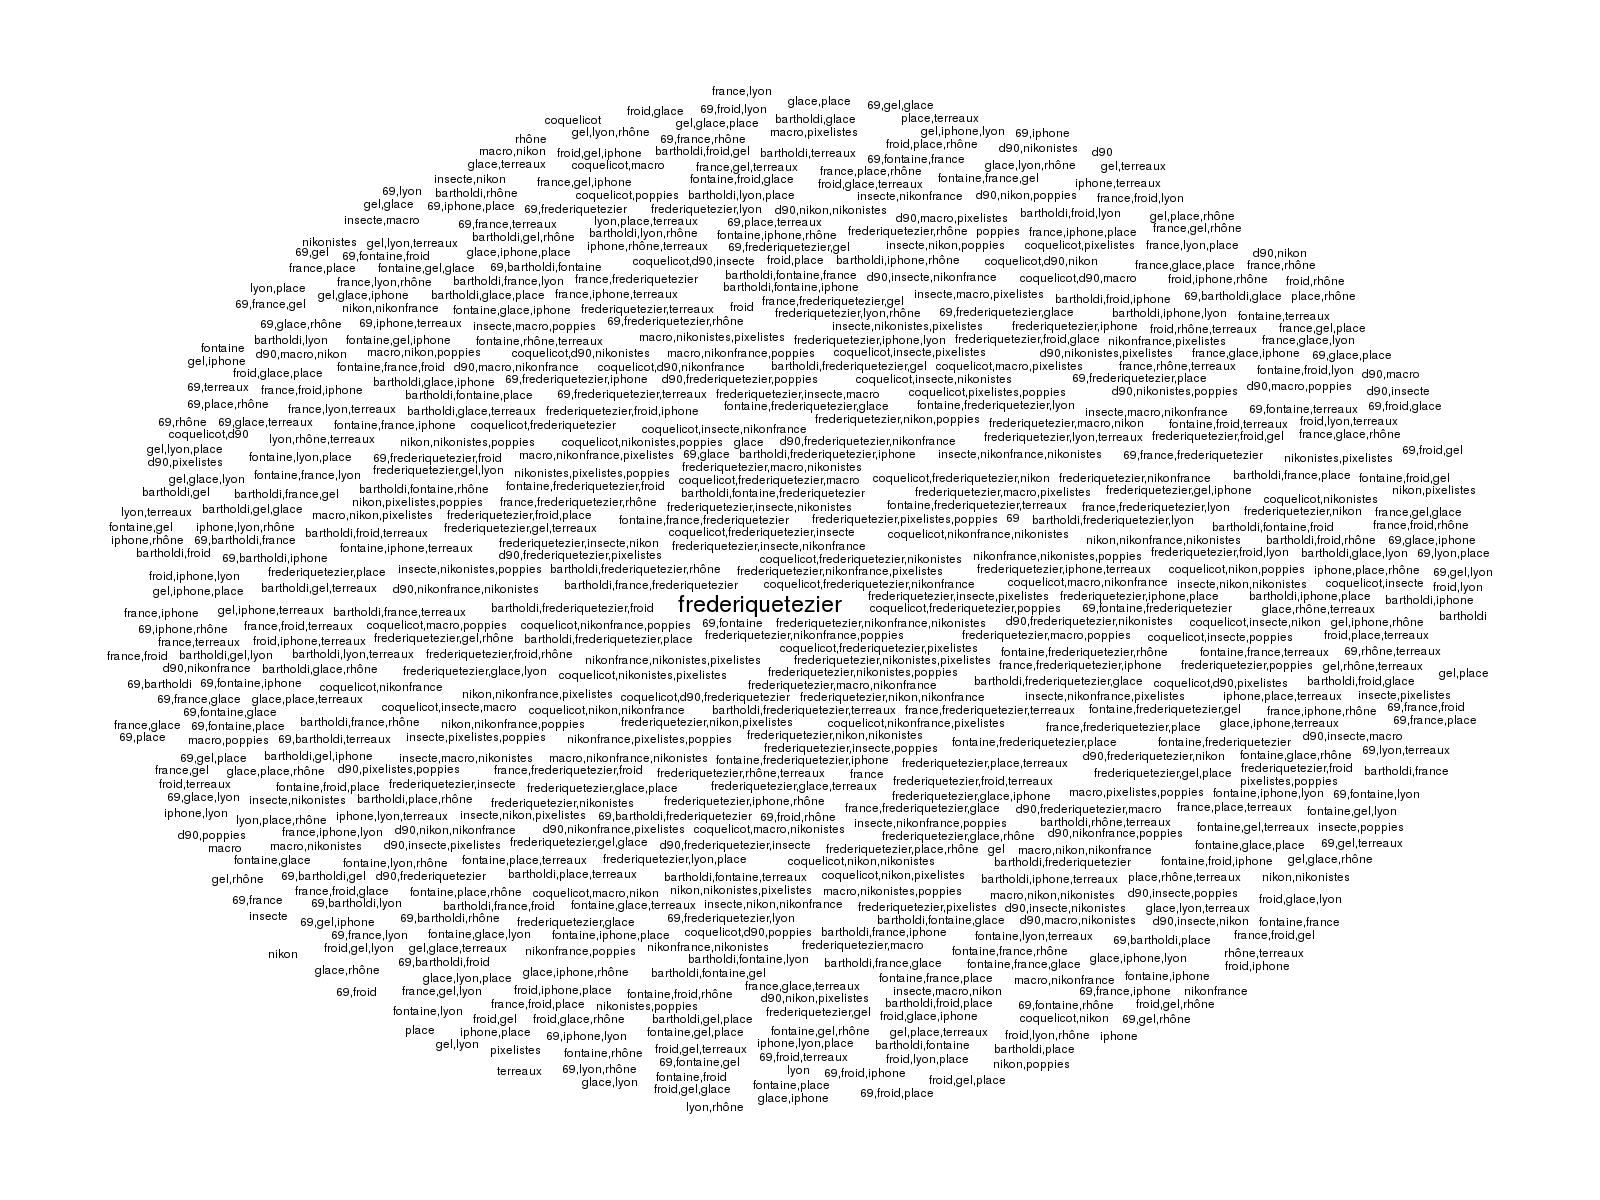 france,lyon
glace,place
69,gel,glace
froid,glace 69,froid,lyon
coquelicot gel,glace,place bartholdi,glace place,terreaux
gel,lyon,rhône macro,pixelistes gel,iphone,lyon 69,iphone
rhône 69,france,rhône froid,place,rhône d90,nikonistes
macro,nikon froid,gel,iphone bartholdi,froid,gel bartholdi,terreaux 69,fontaine,france d90
glace,terreaux coquelicot,macro france,gel,terreaux france,place,rhône glace,lyon,rhône gel,terreaux
insecte,nikon france,gel,iphone fontaine,froid,glace froid,glace,terreaux fontaine,france,gel iphone,terreaux
69,lyon bartholdi,rhône coquelicot,poppies bartholdi,lyon,place insecte,nikonfrance d90,nikon,poppies france,froid,lyon
gel,glace 69,iphone,place 69,frederiquetezier frederiquetezier,lyon d90,nikon,nikonistes d90,macro,pixelistes bartholdi,froid,lyon gel,place,rhône
insecte,macro 69,france,terreaux lyon,place,terreaux 69,place,terreaux frederiquetezier,rhône poppies france,iphone,place france,gel,rhône
nikonistes gel,lyon,terreaux bartholdi,gel,rhône bartholdi,lyon,rhône fontaine,iphone,rhône insecte,nikon,poppies coquelicot,pixelistes france,lyon,place
69,gel 69,fontaine,froid glace,iphone,place iphone,rhône,terreaux 69,frederiquetezier,gel d90,nikon
france,place fontaine,gel,glace 69,bartholdi,fontaine coquelicot,d90,insecte froid,place bartholdi,iphone,rhône coquelicot,d90,nikon france,glace,place france,rhône
lyon,place france,lyon,rhône bartholdi,france,lyon france,frederiquetezier bartholdi,fontaine,france d90,insecte,nikonfrance coquelicot,d90,macro froid,iphone,rhône froid,rhône
gel,glace,iphone bartholdi,glace,place france,iphone,terreaux bartholdi,fontaine,iphone insecte,macro,pixelistes bartholdi,froid,iphone 69,bartholdi,glace place,rhône
69,france,gel nikon,nikonfrance fontaine,glace,iphone frederiquetezier,terreaux froid france,frederiquetezier,gel frederiquetezier,lyon,rhône 69,frederiquetezier,glace bartholdi,iphone,lyon fontaine,terreaux
69,glace,rhône 69,iphone,terreaux insecte,macro,poppies 69,frederiquetezier,rhône insecte,nikonistes,pixelistes frederiquetezier,iphone froid,rhône,terreaux france,gel,place
bartholdi,lyon fontaine,gel,iphone fontaine,rhône,terreaux macro,nikonistes,pixelistes frederiquetezier,iphone,lyon frederiquetezier,froid,glace nikonfrance,pixelistes france,glace,lyon
fontaine d90,macro,nikon macro,nikon,poppies coquelicot,d90,nikonistes macro,nikonfrance,poppies coquelicot,insecte,pixelistes d90,nikonistes,pixelistes france,glace,iphone 69,glace,place
gel,iphone fontaine,france,froid d90,macro,nikonfrance coquelicot,d90,nikonfrance bartholdi,frederiquetezier,gel coquelicot,macro,pixelistes france,rhône,terreaux fontaine,froid,lyon d90,macro
froid,glace,place bartholdi,glace,iphone 69,frederiquetezier,iphone d90,frederiquetezier,poppies coquelicot,insecte,nikonistes 69,frederiquetezier,place d90,macro,poppies
69,terreaux france,froid,iphone bartholdi,fontaine,place 69,frederiquetezier,terreaux frederiquetezier,insecte,macro coquelicot,pixelistes,poppies d90,nikonistes,poppies d90,insecte
69,place,rhône france,lyon,terreaux bartholdi,glace,terreaux frederiquetezier,froid,iphone fontaine,frederiquetezier,glace fontaine,frederiquetezier,lyon insecte,macro,nikonfrance 69,fontaine,terreaux 69,froid,glace
69,rhône 69,glace,terreaux fontaine,france,iphone coquelicot,frederiquetezier coquelicot,insecte,nikonfrance frederiquetezier,nikon,poppies frederiquetezier,macro,nikon fontaine,froid,terreaux froid,lyon,terreaux
coquelicot,d90 lyon,rhône,terreaux nikon,nikonistes,poppies coquelicot,nikonistes,poppies glace d90,frederiquetezier,nikonfrance frederiquetezier,lyon,terreaux frederiquetezier,froid,gel france,glace,rhône
gel,lyon,place fontaine,lyon,place 69,frederiquetezier,froid macro,nikonfrance,pixelistes 69,glace bartholdi,frederiquetezier,iphone insecte,nikonfrance,nikonistes 69,france,frederiquetezier nikonistes,pixelistes 69,froid,gel
d90,pixelistes fontaine,france,lyon frederiquetezier,gel,lyon nikonistes,pixelistes,poppies frederiquetezier,macro,nikonistes bartholdi,france,place fontaine,froid,gel
gel,glace,lyon bartholdi,fontaine,rhône fontaine,frederiquetezier,froid coquelicot,frederiquetezier,macro coquelicot,frederiquetezier,nikon frederiquetezier,nikonfrance
bartholdi,gel bartholdi,france,gel nikon,pixelistes,poppies france,frederiquetezier,rhône bartholdi,fontaine,frederiquetezier frederiquetezier,macro,pixelistes frederiquetezier,gel,iphone coquelicot,nikonistes nikon,pixelistes
lyon,terreaux bartholdi,gel,glace macro,nikon,pixelistes frederiquetezier,froid,place frederiquetezier,insecte,nikonistes fontaine,frederiquetezier,terreaux france,frederiquetezier,lyon frederiquetezier,nikon france,gel,glace
fontaine,gel iphone,lyon,rhône bartholdi,froid,terreaux frederiquetezier,gel,terreaux fontaine,france,frederiquetezier frederiquetezier,pixelistes,poppies 69 bartholdi,frederiquetezier,lyon bartholdi,fontaine,froid france,froid,rhône
iphone,rhône 69,bartholdi,france frederiquetezier,insecte,nikon coquelicot,frederiquetezier,insecte coquelicot,nikonfrance,nikonistes nikon,nikonfrance,nikonistes bartholdi,froid,rhône 69,glace,iphone
bartholdi,froid 69,bartholdi,iphone fontaine,iphone,terreaux d90,frederiquetezier,pixelistes frederiquetezier,insecte,nikonfrance coquelicot,frederiquetezier,nikonistes nikonfrance,nikonistes,poppies frederiquetezier,froid,lyon bartholdi,glace,lyon 69,lyon,place
froid,iphone,lyon frederiquetezier,place insecte,nikonistes,poppies bartholdi,frederiquetezier,rhône frederiquetezier,nikonfrance,pixelistes frederiquetezier,iphone,terreaux coquelicot,nikon,poppies iphone,place,rhône 69,gel,lyon
gel,iphone,place bartholdi,gel,terreaux d90,nikonfrance,nikonistes bartholdi,france,frederiquetezier coquelicot,frederiquetezier,nikonfrance coquelicot,macro,nikonfrance insecte,nikon,nikonistes coquelicot,insecte froid,lyon
france,iphone gel,iphone,terreaux bartholdi,france,terreaux bartholdi,frederiquetezier,froid frederiquetezier frederiquetezier,insecte,pixelistes frederiquetezier,iphone,place bartholdi,iphone,place bartholdi,iphone
coquelicot,frederiquetezier,poppies 69,fontaine,frederiquetezier glace,rhône,terreaux bartholdi
69,iphone,rhône france,froid,terreaux coquelicot,macro,poppies coquelicot,nikonfrance,poppies 69,fontaine frederiquetezier,nikonfrance,nikonistes d90,frederiquetezier,nikonistes coquelicot,insecte,nikon gel,iphone,rhône
france,terreaux froid,iphone,terreaux frederiquetezier,gel,rhône bartholdi,frederiquetezier,place frederiquetezier,nikonfrance,poppies frederiquetezier,macro,poppies coquelicot,insecte,poppies froid,place,terreaux
france,froid bartholdi,gel,lyon bartholdi,lyon,terreaux frederiquetezier,froid,rhône nikonfrance,nikonistes,pixelistes coquelicot,frederiquetezier,pixelistes fontaine,frederiquetezier,rhône fontaine,france,terreaux 69,rhône,terreaux
d90,nikonfrance bartholdi,glace,rhône frederiquetezier,glace,lyon coquelicot,nikonistes,pixelistes frederiquetezier,nikonistes,pixelistes france,frederiquetezier,iphone frederiquetezier,poppies gel,rhône,terreaux gel,place
69,bartholdi 69,fontaine,iphone coquelicot,nikonfrance frederiquetezier,nikonistes,poppies frederiquetezier,macro,nikonfrance bartholdi,frederiquetezier,glace coquelicot,d90,pixelistes bartholdi,froid,glace
69,france,glace glace,place,terreaux coquelicot,insecte,macro nikon,nikonfrance,pixelistes coquelicot,d90,frederiquetezier frederiquetezier,nikon,nikonfrance insecte,nikonfrance,pixelistes iphone,place,terreaux insecte,pixelistes
69,fontaine,glace coquelicot,nikon,nikonfrance bartholdi,frederiquetezier,terreaux france,frederiquetezier,terreaux fontaine,frederiquetezier,gel france,iphone,rhône 69,france,froid
france,glace 69,fontaine,place bartholdi,france,rhône nikon,nikonfrance,poppies frederiquetezier,nikon,pixelistes coquelicot,nikonfrance,pixelistes france,frederiquetezier,place glace,iphone,terreaux 69,france,place
69,place macro,poppies 69,bartholdi,terreaux insecte,pixelistes,poppies nikonfrance,pixelistes,poppies frederiquetezier,nikon,nikonistes fontaine,frederiquetezier,place fontaine,frederiquetezier d90,insecte,macro
69,gel,place bartholdi,gel,iphone insecte,macro,nikonistes macro,nikonfrance,nikonistes fontaine,frederiquetezier,iphone frederiquetezier,insecte,poppies frederiquetezier,place,terreaux d90,frederiquetezier,nikon fontaine,glace,rhône 69,lyon,terreaux
france,gel glace,place,rhône d90,pixelistes,poppies france,frederiquetezier,froid frederiquetezier,rhône,terreaux france frederiquetezier,gel,place frederiquetezier,froid bartholdi,france
froid,terreaux fontaine,froid,place frederiquetezier,insecte frederiquetezier,glace,place frederiquetezier,glace,terreaux frederiquetezier,froid,terreaux pixelistes,poppies
69,glace,lyon insecte,nikonistes bartholdi,place,rhône frederiquetezier,nikonistes frederiquetezier,iphone,rhône frederiquetezier,glace,iphone macro,pixelistes,poppies fontaine,iphone,lyon 69,fontaine,lyon
iphone,lyon lyon,place,rhône iphone,lyon,terreaux insecte,nikon,pixelistes 69,bartholdi,frederiquetezier 69,froid,rhône france,frederiquetezier,glace d90,frederiquetezier,macro place,france,terreaux fontaine,gel,lyon
d90,poppies france,iphone,lyon d90,nikon,nikonfrance d90,nikonfrance,pixelistes coquelicot,macro,nikonistes insecte,nikonfrance,poppies bartholdi,rhône,terreaux fontaine,gel,terreaux insecte,poppies
macro macro,nikonistes d90,insecte,pixelistes frederiquetezier,gel,glace d90,frederiquetezier,insecte frederiquetezier,glace,rhône d90,nikonfrance,poppies fontaine,glace,place 69,gel,terreaux
fontaine,glace fontaine,lyon,rhône fontaine,place,terreaux frederiquetezier,lyon,place coquelicot,nikon,nikonistes frederiquetezier,place,rhône gel macro,nikon,nikonfrance bartholdi,frederiquetezier fontaine,froid,iphone gel,glace,rhône
gel,rhône 69,bartholdi,gel d90,frederiquetezier bartholdi,place,terreaux bartholdi,fontaine,terreaux coquelicot,nikon,pixelistes bartholdi,iphone,terreaux place,rhône,terreaux nikon,nikonistes
69,france france,froid,glace fontaine,place,rhône coquelicot,macro,nikon nikon,nikonistes,pixelistes macro,nikonistes,poppies macro,nikon,nikonistes d90,insecte,poppies froid,glace,lyon
69,bartholdi,lyon bartholdi,france,froid fontaine,glace,terreaux insecte,nikon,nikonfrance frederiquetezier,pixelistes d90,insecte,nikonistes glace,lyon,terreaux
insecte 69,gel,iphone 69,bartholdi,rhône frederiquetezier,glace 69,frederiquetezier,lyon bartholdi,fontaine,glace d90,macro,nikonistes d90,insecte,nikon fontaine,france
69,france,lyon fontaine,glace,lyon fontaine,iphone,place coquelicot,d90,poppies bartholdi,france,iphone fontaine,lyon,terreaux 69,bartholdi,place france,froid,gel
nikon froid,gel,lyon gel,glace,terreaux nikonfrance,poppies nikonfrance,nikonistes frederiquetezier,macro fontaine,france,rhône rhône,terreaux
69,bartholdi,froid bartholdi,fontaine,lyon bartholdi,france,glace fontaine,france,glace glace,iphone,lyon froid,iphone
glace,rhône glace,lyon,place glace,iphone,rhône bartholdi,fontaine,gel fontaine,france,place macro,nikonfrance fontaine,iphone
69,froid france,gel,lyon froid,iphone,place fontaine,froid,rhône france,glace,terreaux insecte,macro,nikon 69,france,iphone nikonfrance
fontaine,lyon france,froid,place nikonistes,poppies d90,nikon,pixelistes bartholdi,froid,place 69,fontaine,rhône froid,gel,rhône
froid,gel froid,glace,rhône bartholdi,gel,place frederiquetezier,gel froid,glace,iphone coquelicot,nikon 69,gel,rhône
place iphone,place 69,iphone,lyon fontaine,gel,place fontaine,gel,rhône gel,place,terreaux froid,lyon,rhône iphone
gel,lyon pixelistes fontaine,rhône froid,gel,terreaux iphone,lyon,place bartholdi,fontaine bartholdi,place
69,fontaine,gel 69,froid,terreaux froid,lyon,place nikon,poppies
terreaux 69,lyon,rhône fontaine,froid lyon 69,froid,iphone
glace,lyon froid,gel,glace fontaine,place froid,gel,place
glace,iphone 69,froid,place
lyon,rhône